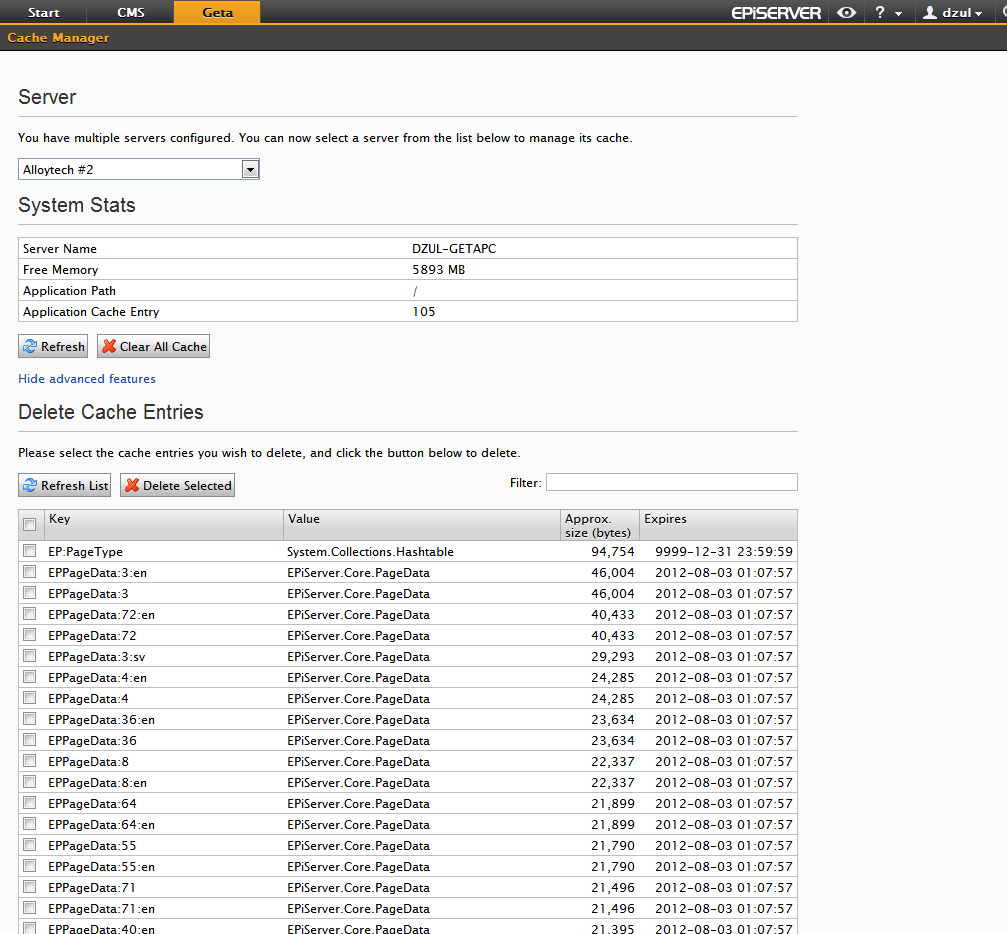 Start CMS Geta EPiSERVER ? dzul
Cache Manager
Server
You have multiple servers configured. You can now select a server from the list below to manage its cache.
Alloytech #2
System Stats
Server Name DZUL-GETAPC
Free Memory 5893 MB
Application Path /
Application Cache Entry 105
Refresh Clear All Cache
Hide advanced features
Delete Cache Entries
Please select the cache entries you wish to delete, and click the button below to delete.
Refresh List Delete Selected Filter:
Key Value Approx. size (bytes) Expires
EP:PageType System.Collections.Hashtable 94,754 9999-12-31 23:59:59
EPPageData:3:en EPiServer.Core.PageData 46,004 2012-08-03 01:07:57
EPPageData:3 EPiServer.Core.PageData 46,004 2012-08-03 01:07:57
EPPageData:72:en EPiServer.Core.PageData 40,433 2012-08-03 01:07:57
EPPageData:72 EPiServer.Core.PageData 40,433 2012-08-03 01:07:57
EPPageData:3:sv EPiServer.Core.PageData 29,293 2012-08-03 01:07:57
EPPageData:4:en EPiServer.Core.PageData 24,285 2012-08-03 01:07:57
EPPageData:4 EPiServer.Core.PageData 24,285 2012-08-03 01:07:57
EPPageData:36:en EPiServer.Core.PageData 23,634 2012-08-03 01:07:57
EPPageData:36 EPiServer.Core.PageData 23,634 2012-08-03 01:07:57
EPPageData:8 EPiServer.Core.PageData 22,337 2012-08-03 01:07:57
EPPageData:8:en EPiServer.Core.PageData 22,337 2012-08-03 01:07:57
EPPageData:64 EPiServer.Core.PageData 21,899 2012-08-03 01:07:57
EPPageData:64:en EPiServer.Core.PageData 21,899 2012-08-03 01:07:57
EPPageData:55 EPiServer.Core.PageData 21,790 2012-08-03 01:07:57
EPPageData:55:en EPiServer.Core.PageData 21,790 2012-08-03 01:07:57
EPPageData:71 EPiServer.Core.PageData 21,496 2012-08-03 01:07:57
EPPageData:71:en EPiServer.Core.PageData 21,496 2012-08-03 01:07:57
EPPageData:40:en EPiServer.Core.PageData 21,395 2012-08-03 01:07:57